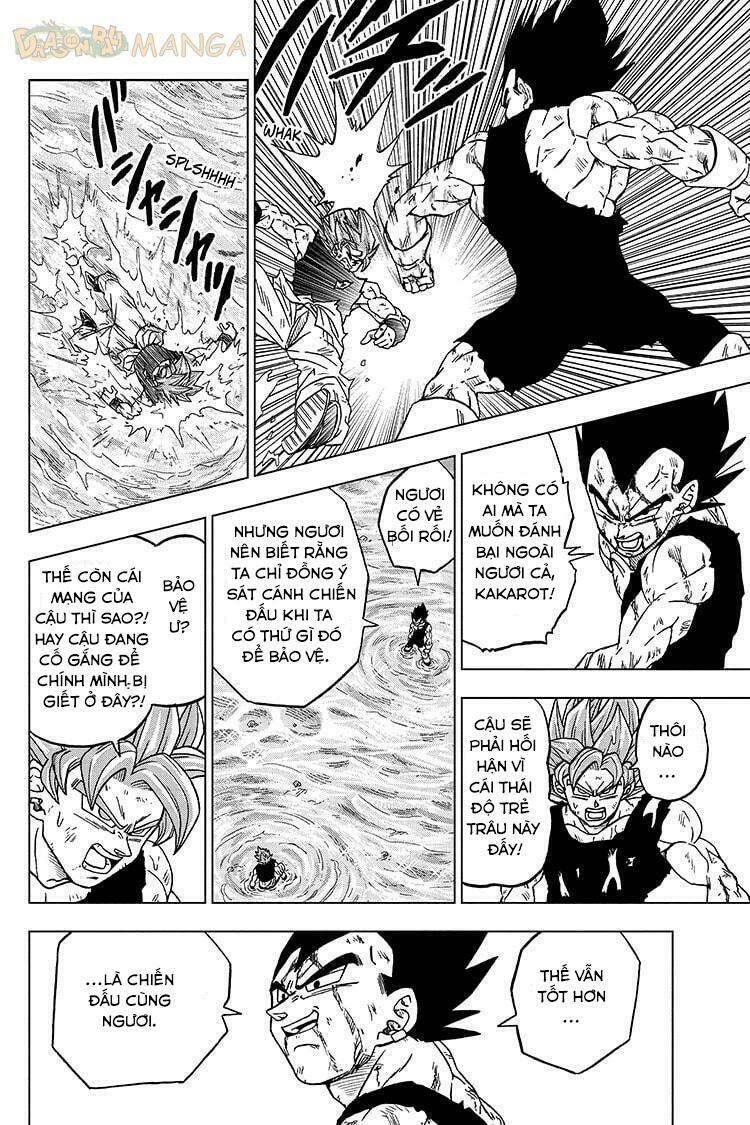 DRAGON BALL MANGA
WHAK
SPLSHHHH
KHÔNG CÓ
AI MÀ TA
MUỐN ĐÁNH
BẠI NGOÀI
NGƯƠI CẢ,
KAKAROT!
NGƯƠI
CÓ VẺ
BỐI RỐI!
NHƯNG NGƯƠI
NÊN BIẾT RẰNG
TA CHỈ ĐỒNG Ý
SÁT CÁNH CHIẾN
ĐẤU KHI TA
CÓ THỨ GÌ ĐÓ
ĐỂ BẢO VỆ.
BẢO
VỆ
Ư?
THẾ CÒN CÁI
MẠNG CỦA
CẬU THÌ SAO?!
HAY CẬU ĐANG
CỐ GẮNG ĐỂ
CHÍNH MÌNH BỊ
GIẾT Ở ĐÂY?!
THÔI
NÀO
...
CẬU SẼ
PHẢI HỐI
HẬN VÌ
CÁI THÁI
ĐỘ TRẺ
TRÂU NÀY
ĐẤY!
THẾ VẪN
TỐT HƠN
...
...LÀ CHIẾN
ĐẤU CÙNG
NGƯƠI.